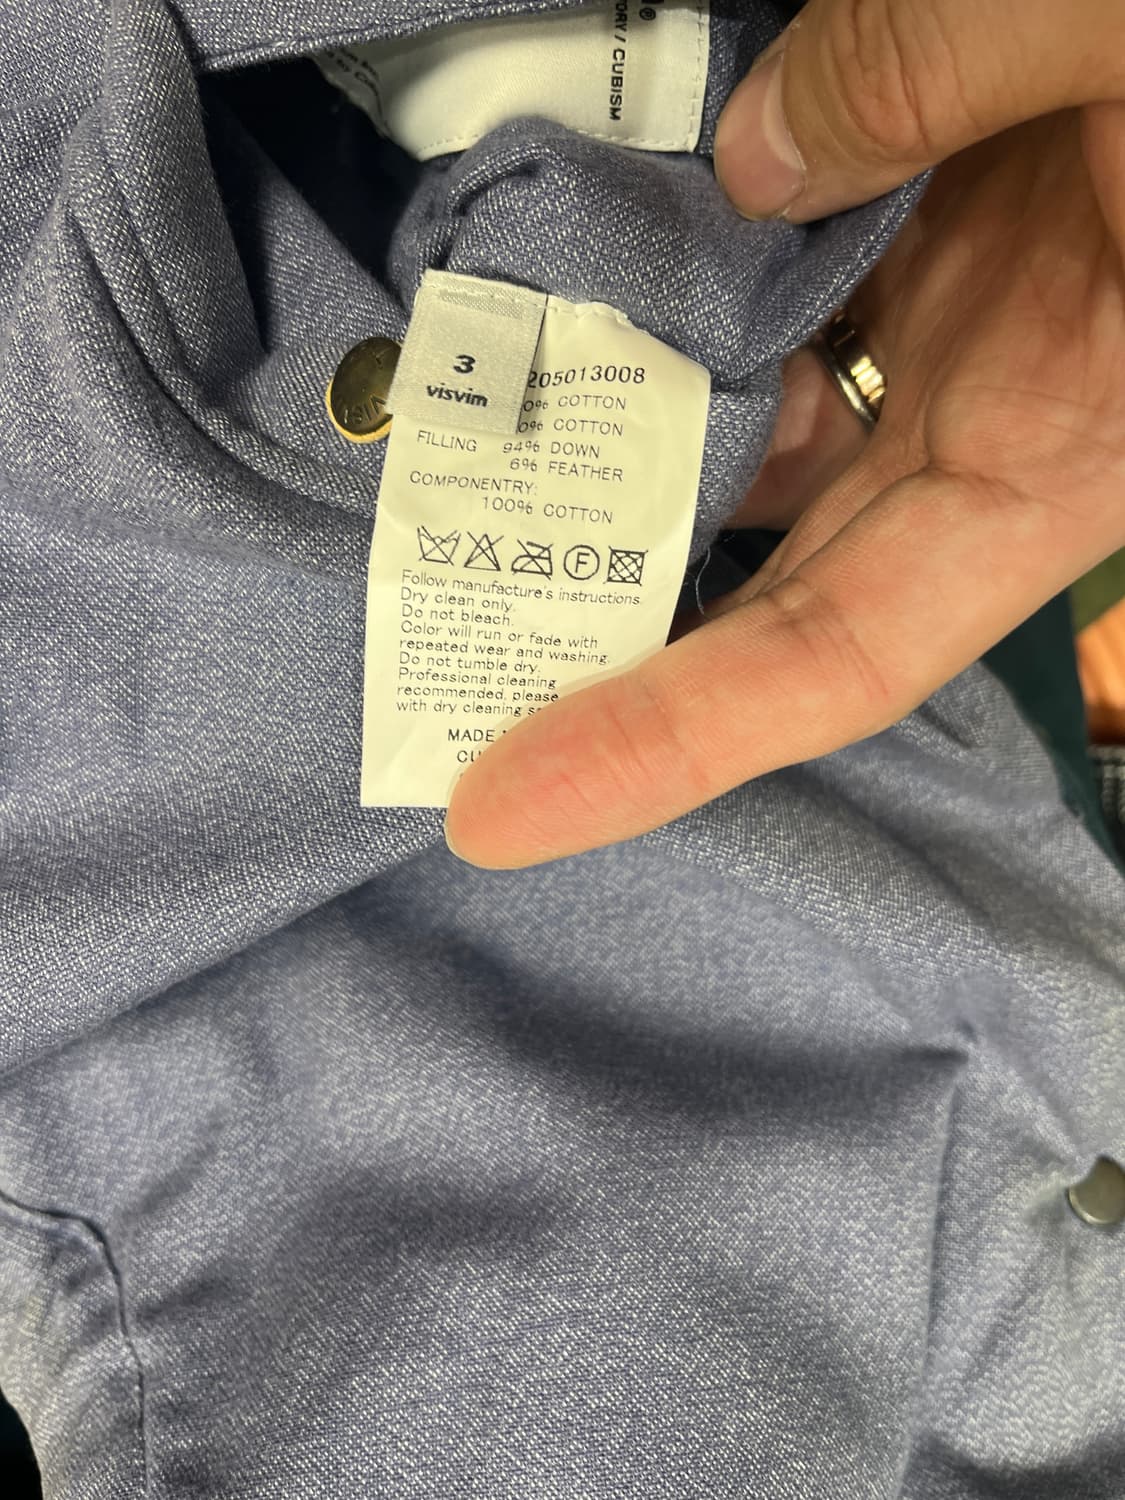 / CUBISM
3
visvim
205013008
0% COTTON
0% COTTON
FILLING 94% DOWN
6% FEATHER
COMPONENTRY:
100% COTTON
F
Follow manufacture's instructions.
Dry clean only.
Do not bleach.
Color will run or fade with
repeated wear and washing.
Do not tumble dry.
Professional cleaning
recommended, please
with dry cleaning
MADE